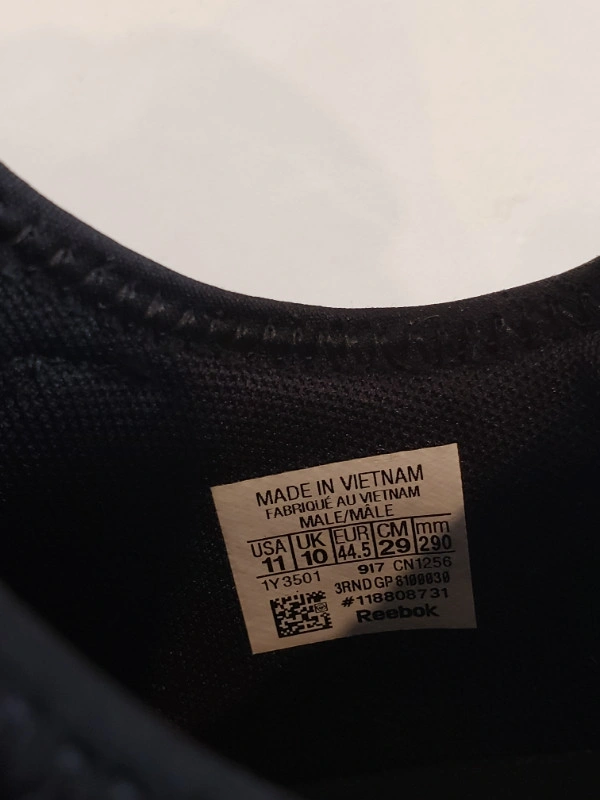 MADE IN VIETNAM
FABRIQUÉ AU VIETNAM
MALE/MÂLE
USA UK EUR CM mm
11 10 44.5 29 290
1Y3501 917 CN1256
3RND GP 8100030
#118808731
Reebok